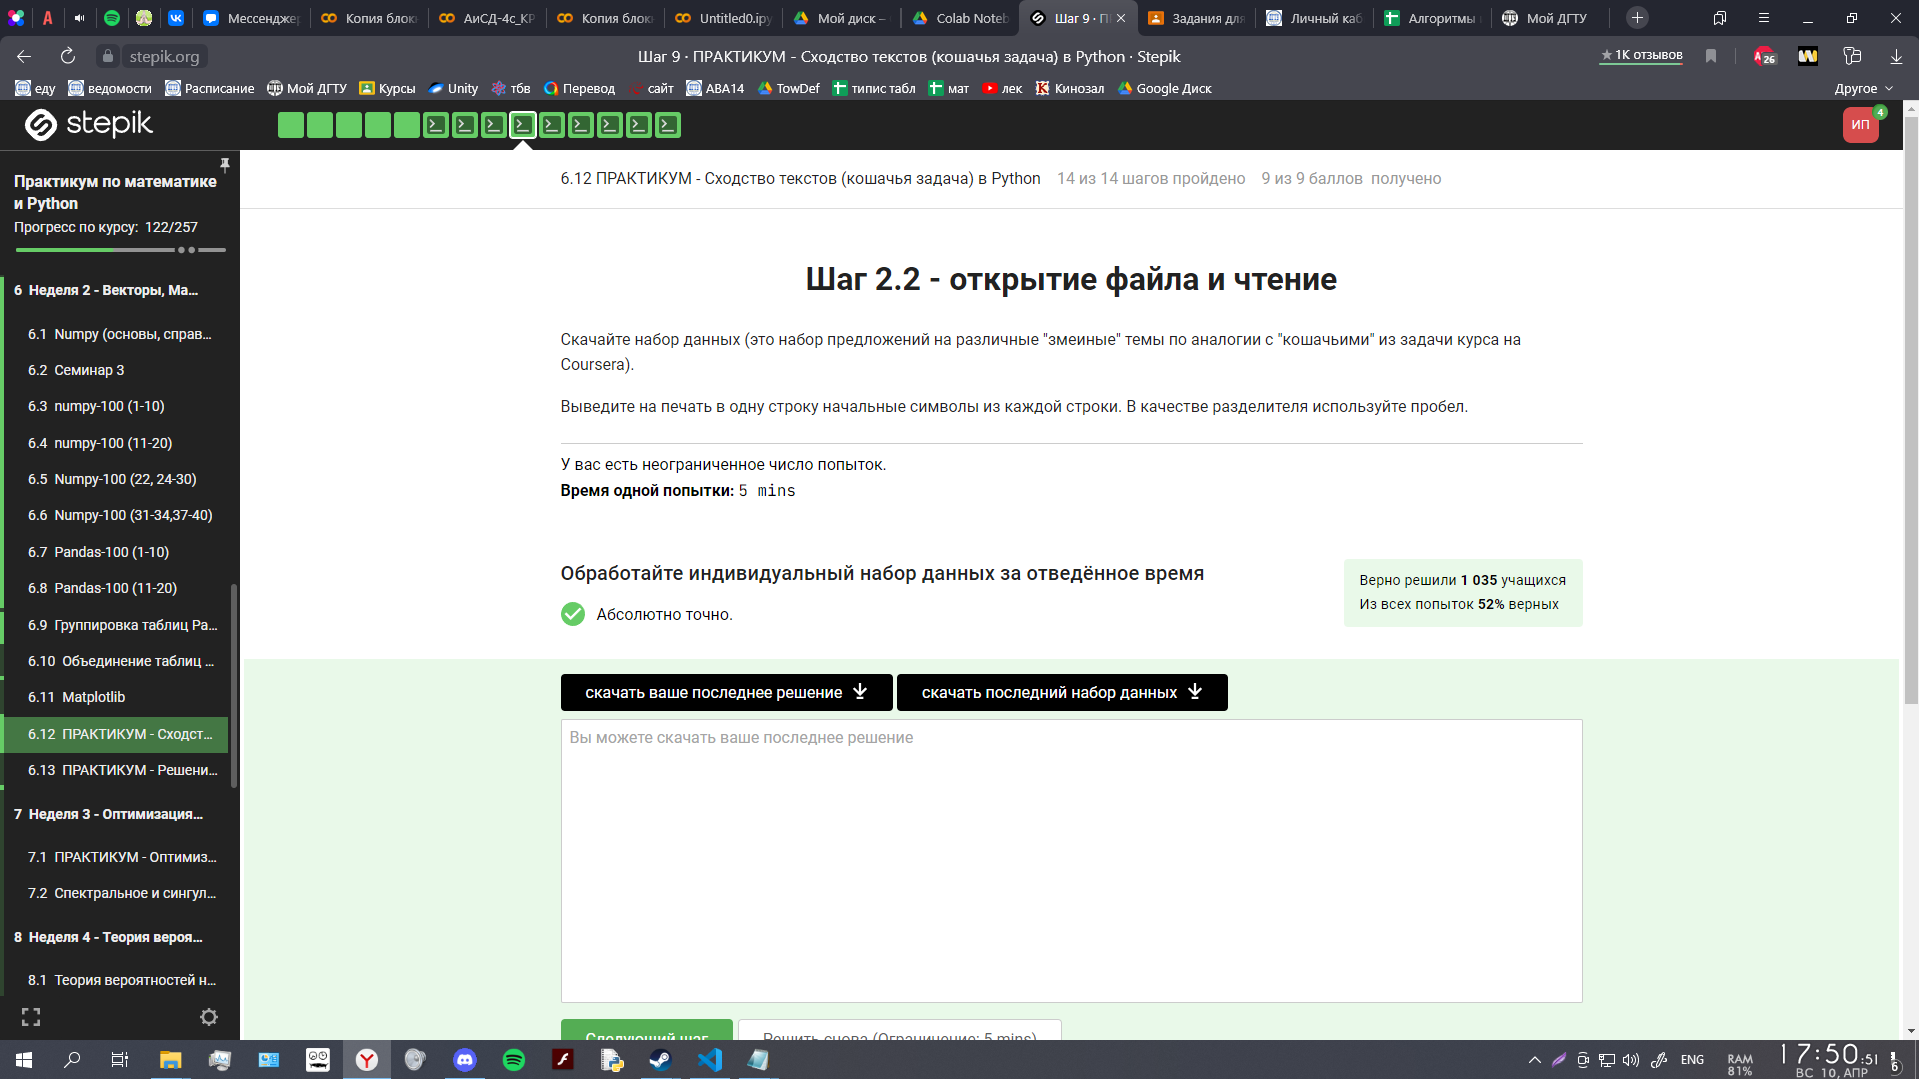 Мессендже
Копия блок
АиСД-4с_КР
Копия блок
Untitled0.ipy
Мой диск –
Colab Noteb
Шаг 9 · П
Задания для
Личный каб
Алгоритмы
Мой ДГТУ
stepik.org
Шаг 9 · ПРАКТИКУМ - Сходство текстов (кошачья задача) в Python · Stepik
★ 1K отзывов
26
еду
ведомости
Расписание
Мой ДГТУ
Курсы
Unity
тбв
Перевод
сайт
АВА14
TowDef
типис табл
мат
лек
Кинозал
Google Диск
Другое
stepik
ИП
4
Практикум по математике
и Python
Прогресс по курсу: 122/257
6 Неделя 2 - Векторы, Ма...
6.1 Numpy (основы, справ...
6.2 Семинар 3
6.3 numpy-100 (1-10)
6.4 numpy-100 (11-20)
6.5 Numpy-100 (22, 24-30)
6.6 Numpy-100 (31-34,37-40)
6.7 Pandas-100 (1-10)
6.8 Pandas-100 (11-20)
6.9 Группировка таблиц Pa...
6.10 Объединение таблиц ...
6.11 Matplotlib
6.12 ПРАКТИКУМ - Сходст...
6.13 ПРАКТИКУМ - Решени...
7 Неделя 3 - Оптимизация...
7.1 ПРАКТИКУМ - Оптимиз...
7.2 Спектральное и сингул...
8 Неделя 4 - Теория вероя...
8.1 Теория вероятностей н...
6.12 ПРАКТИКУМ - Сходство текстов (кошачья задача) в Python 14 из 14 шагов пройдено 9 из 9 баллов получено
Шаг 2.2 - открытие файла и чтение
Скачайте набор данных (это набор предложений на различные "змеиные" темы по аналогии с "кошачьими" из задачи курса на
Coursera).
Выведите на печать в одну строку начальные символы из каждой строки. В качестве разделителя используйте пробел.
У вас есть неограниченное число попыток.
Время одной попытки: 5 mins
Обработайте индивидуальный набор данных за отведённое время
Абсолютно точно.
Верно решили 1 035 учащихся
Из всех попыток 52% верных
скачать ваше последнее решение
скачать последний набор данных
Вы можете скачать ваше последнее решение
Следующий шаг
Решить снова (Ограничение: 5 mins)
ENG
RAM
81%
17:50:51
ВС 10, АПР
6